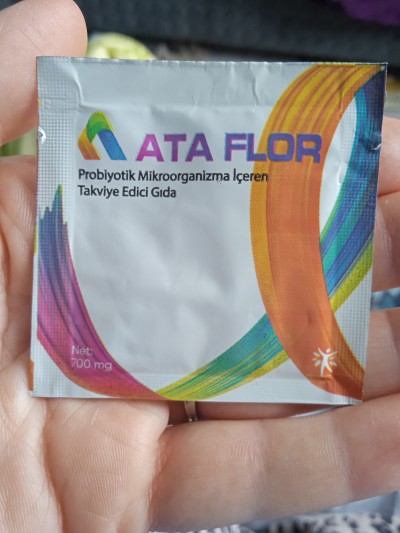 ATA FLOR
Probiyotik Mikroorganizma İçeren
Takviye Edici Gıda
Net:
700 mg